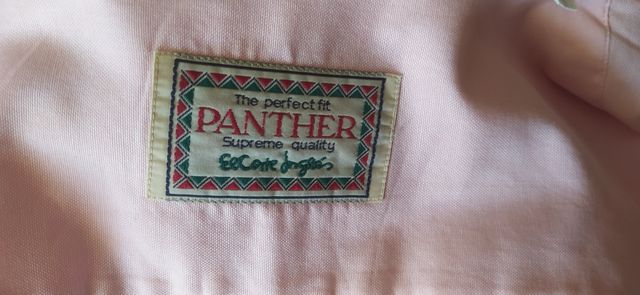 The perfect fit
PANTHER
Supreme quality
El Corte Inglés